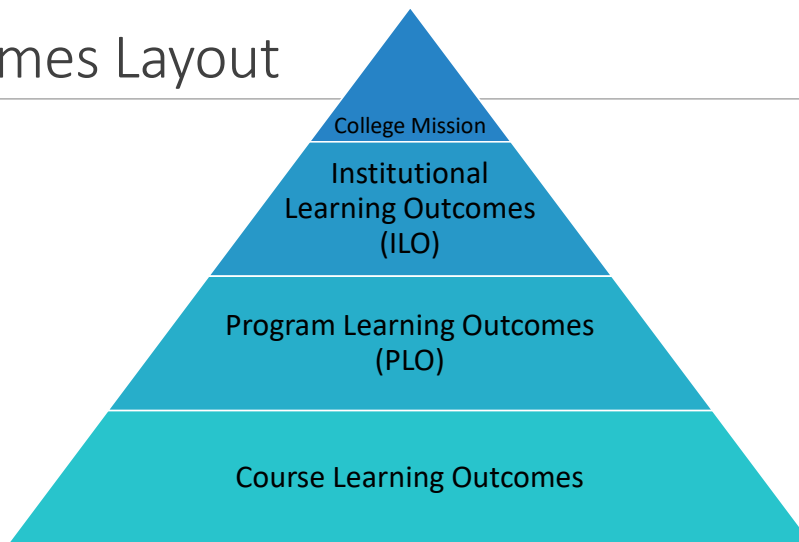 mes Layout
College Mission
Institutional
Learning Outcomes
(ILO)
Program Learning Outcomes
(PLO)
Course Learning Outcomes